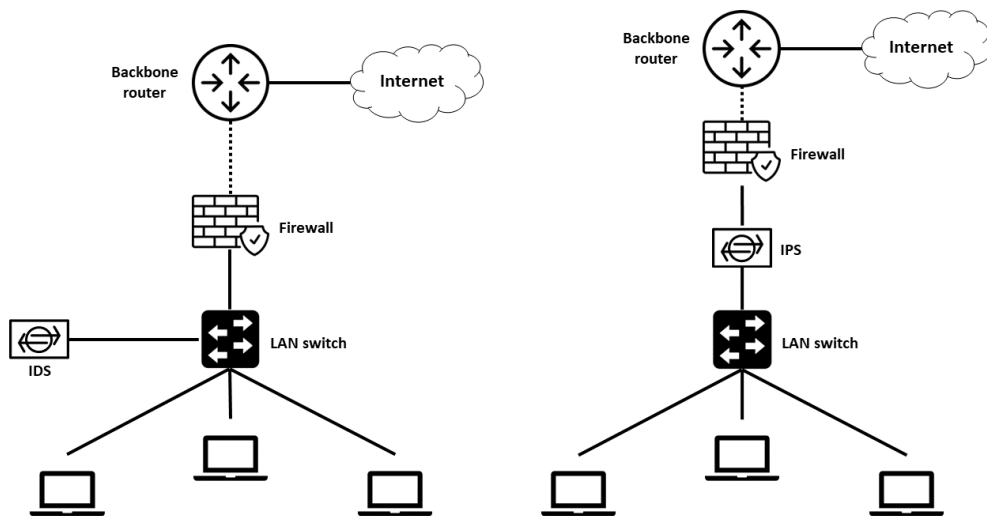 Backbone
router
Internet
Firewall
LAN switch
IDS
Backbone
router
Internet
Firewall
IPS
LAN switch